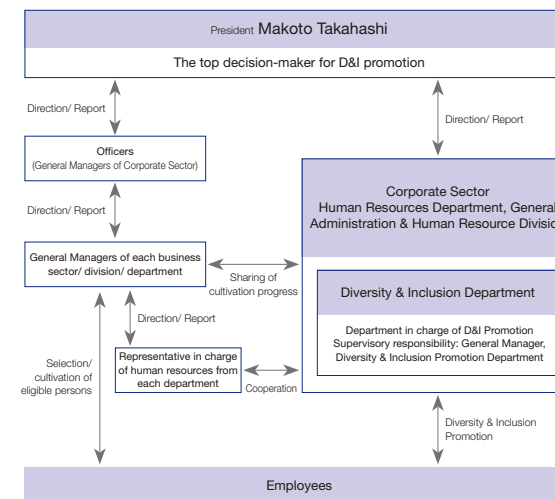 President Makoto Takahashi
The top decision-maker for D&I promotion
Direction/ Report
Direction/ Report
Officers
(General Managers of Corporate Sector)
Direction/ Report
Corporate Sector
Human Resources Department, General
Administration & Human Resource Divisio
General Managers of each business
sector/ division/ department
Sharing of
cultivation progress
Diversity & Inclusion Department
Department in charge of D&I Promotion
Supervisory responsibility: General Manager,
Diversity & Inclusion Promotion Department
Direction/ Report
Selection/
cultivation of
eligible persons
Representative in charge
of human resources from
each department
Cooperation
Diversity & Inclusion
Promotion
Employees